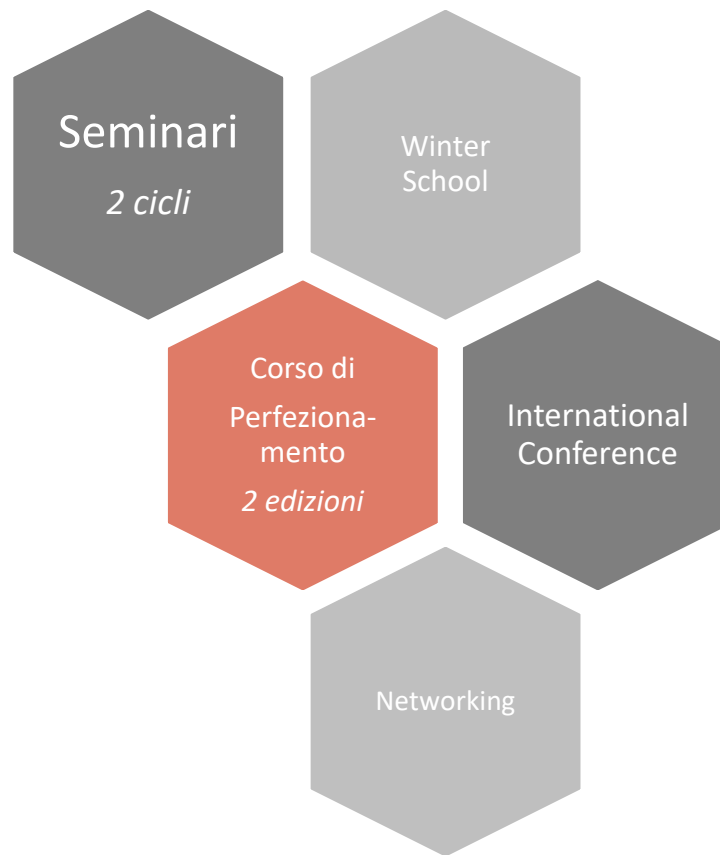 Seminari
2 cicli
Winter
School
Corso di
Perfeziona-
mento
2 edizioni
International
Conference
Networking